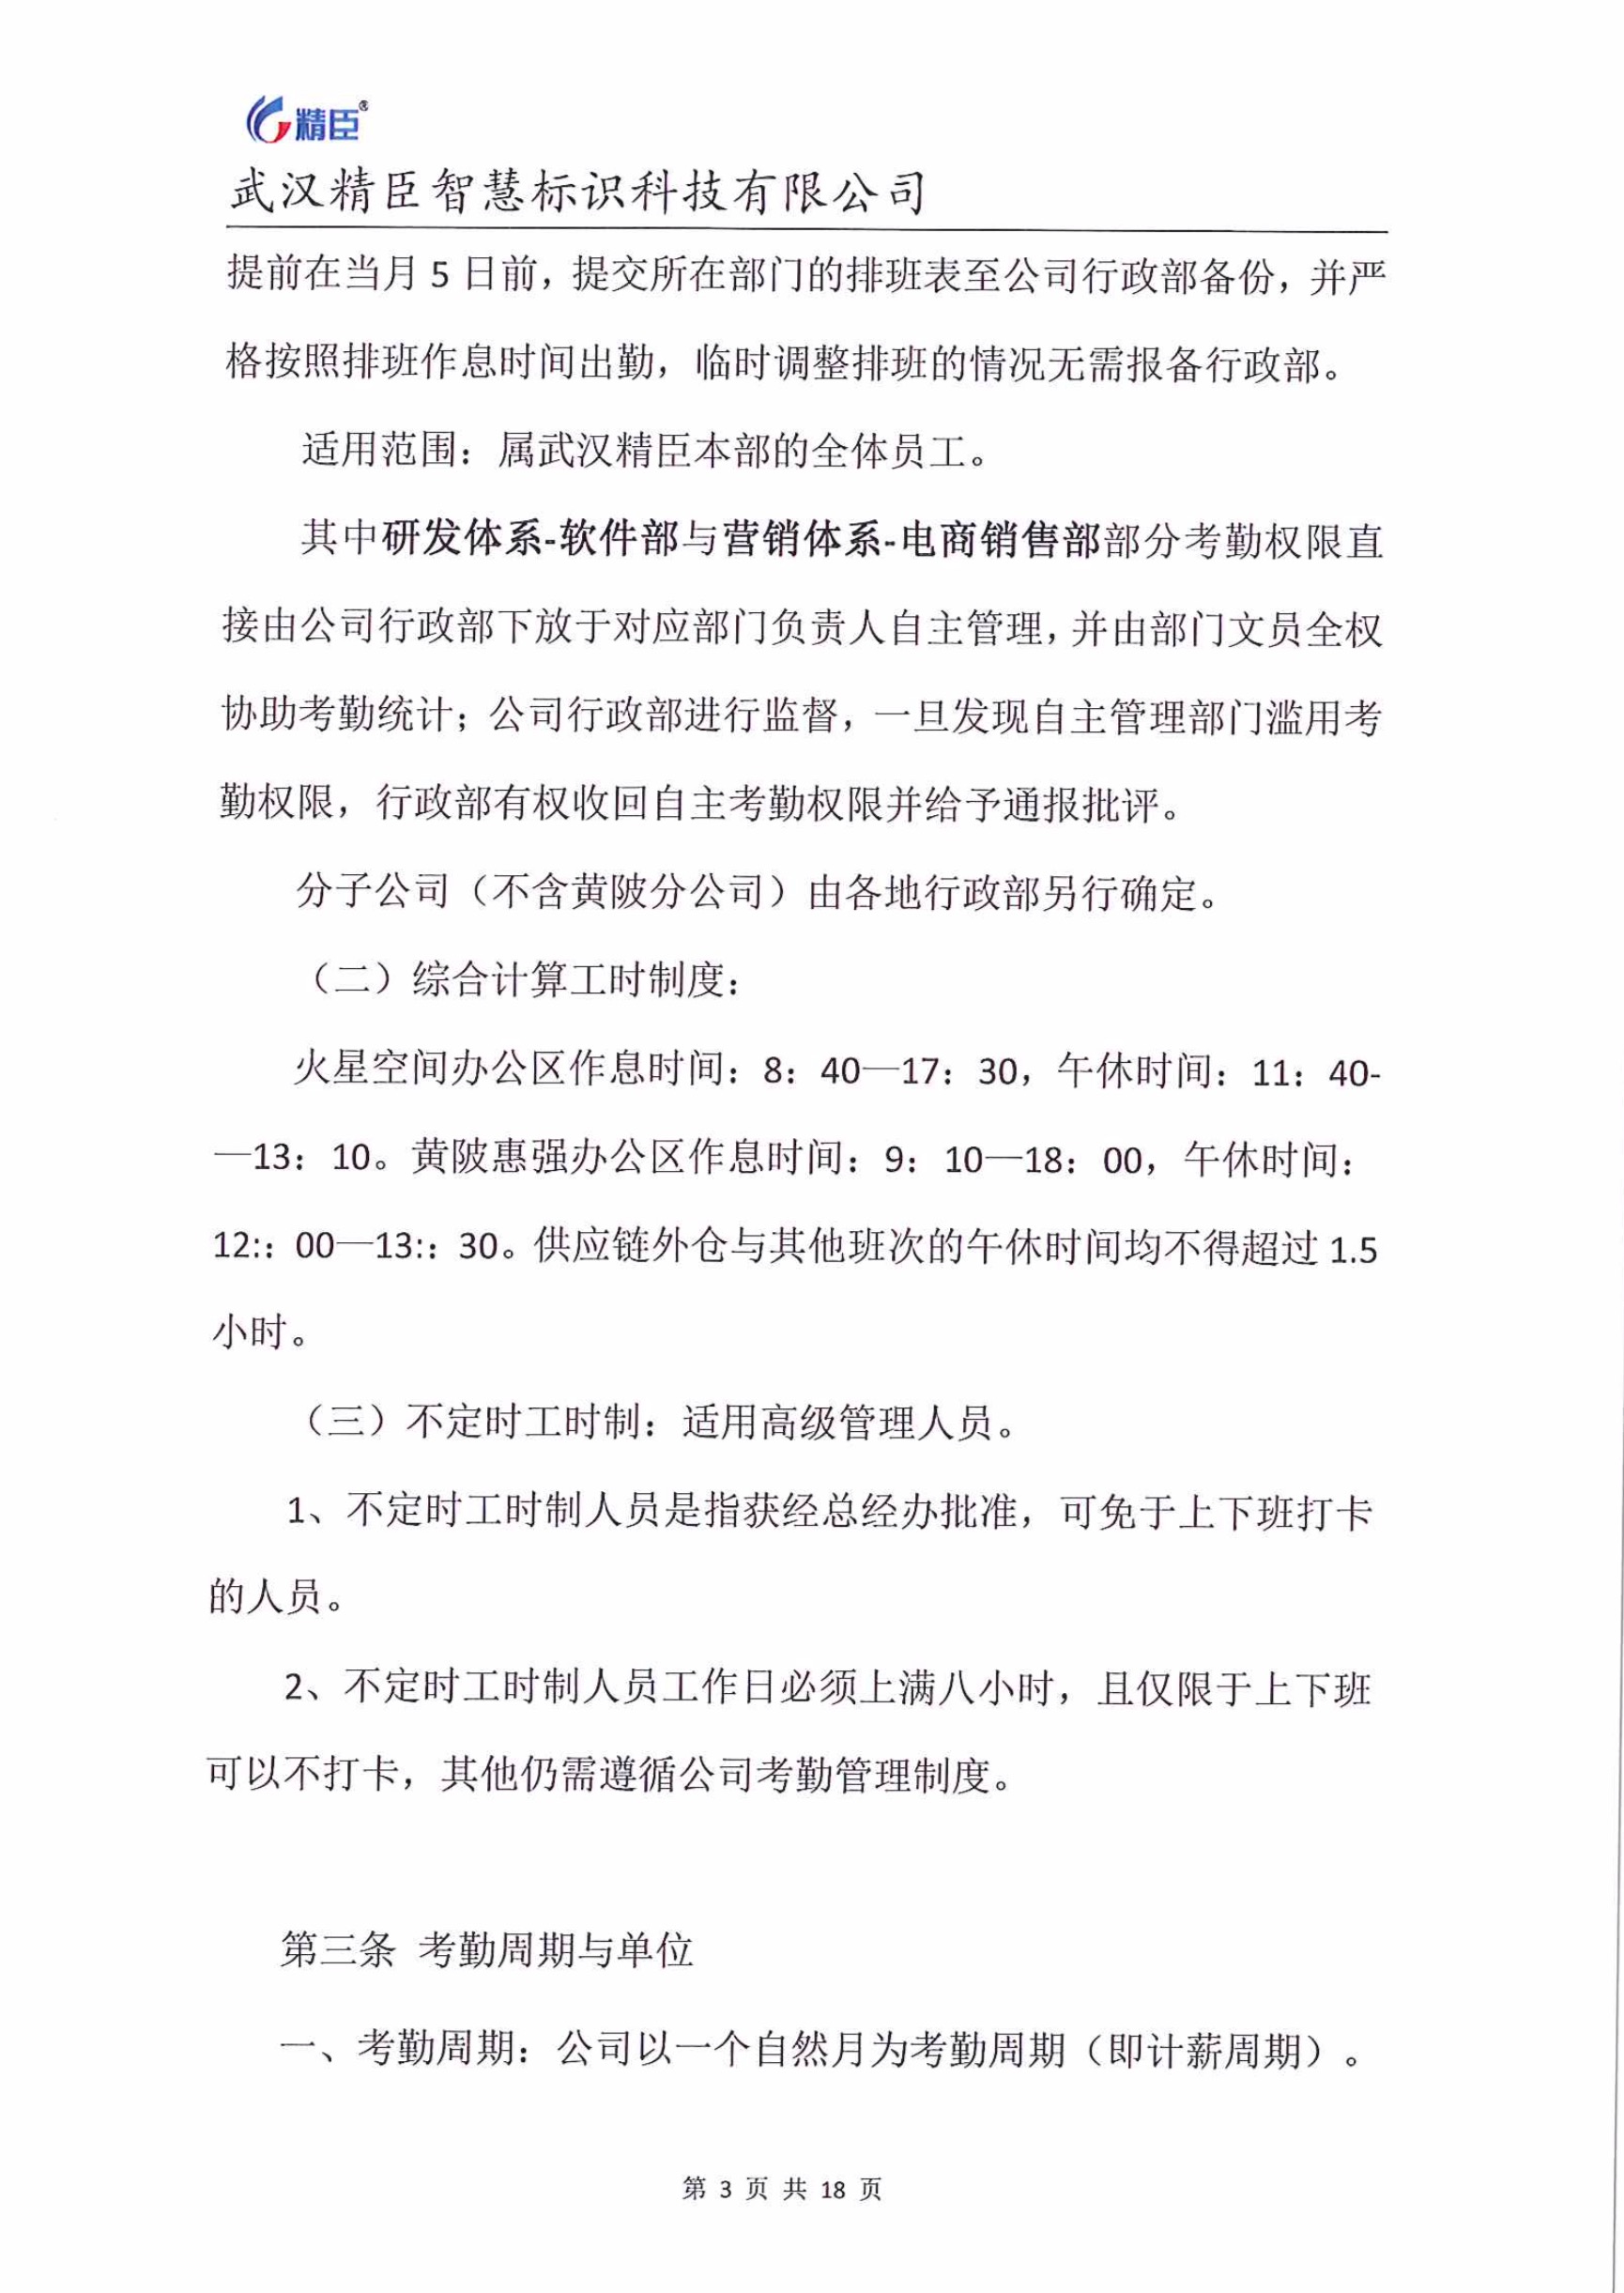 精臣®
武汉精臣智慧标识科技有限公司
提前在当月 5 日前，提交所在部门的排班表至公司行政部备份，并严
格按照排班作息时间出勤，临时调整排班的情况无需报备行政部。
适用范围：属武汉精臣本部的全体员工。
其中研发体系-软件部与营销体系-电商销售部部分考勤权限直
接由公司行政部下放于对应部门负责人自主管理，并由部门文员全权
协助考勤统计；公司行政部进行监督，一旦发现自主管理部门滥用考
勤权限，行政部有权收回自主考勤权限并给予通报批评。
分子公司（不含黄陂分公司）由各地行政部另行确定。
（二）综合计算工时制度：
火星空间办公区作息时间：8：40—17：30，午休时间：11：40-
—13：10。黄陂惠强办公区作息时间：9：10—18：00，午休时间：
12:：00—13:：30。供应链外仓与其他班次的午休时间均不得超过 1.5
小时。
（三）不定时工时制：适用高级管理人员。
1、不定时工时制人员是指获经总经办批准，可免于上下班打卡
的人员。
2、不定时工时制人员工作日必须上满八小时，且仅限于上下班
可以不打卡，其他仍需遵循公司考勤管理制度。
第三条 考勤周期与单位
一、考勤周期：公司以一个自然月为考勤周期（即计薪周期）。
第 3 页 共 18 页